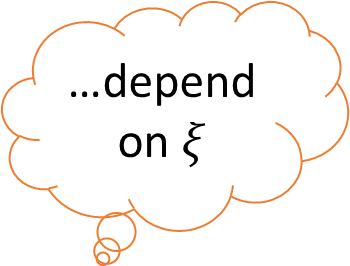 ...depend
on ξ